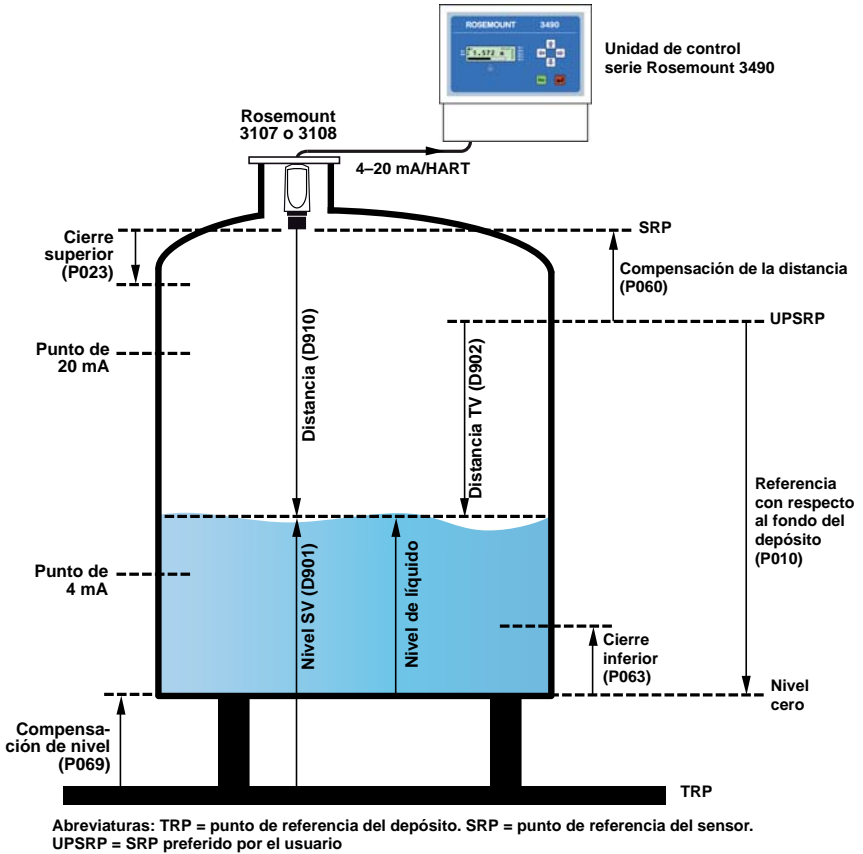 ROSEMOUNT 3490
1.572 m
Unidad de control
serie Rosemount 3490
Rosemount
3107 o 3108
4–20 mA/HART
SRP
Cierre
superior
(P023)
Compensación de la distancia
(P060)
UPSRP
Punto de
20 mA
Distancia (D910)
Distancia TV (D902)
Referencia
con respecto
al fondo del
depósito
(P010)
Punto de
4 mA
Nivel SV (D901)
Nivel de líquido
Cierre
inferior
(P063)
Nivel
cero
Compensa-
ción de nivel
(P069)
TRP
Abreviaturas: TRP = punto de referencia del depósito. SRP = punto de referencia del sensor.
UPSRP = SRP preferido por el usuario